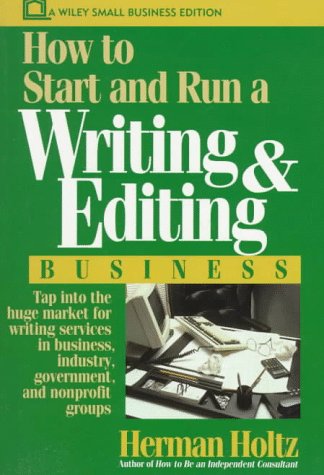 A WILEY SMALL BUSINESS EDITION
How to
Start and Run a
Writing &
Editing
BUSINESS
Tap into the
huge market for
writing services
in business,
industry,
government,
and nonprofit
groups
Herman Holtz
Author of How to Be an Independent Consultant